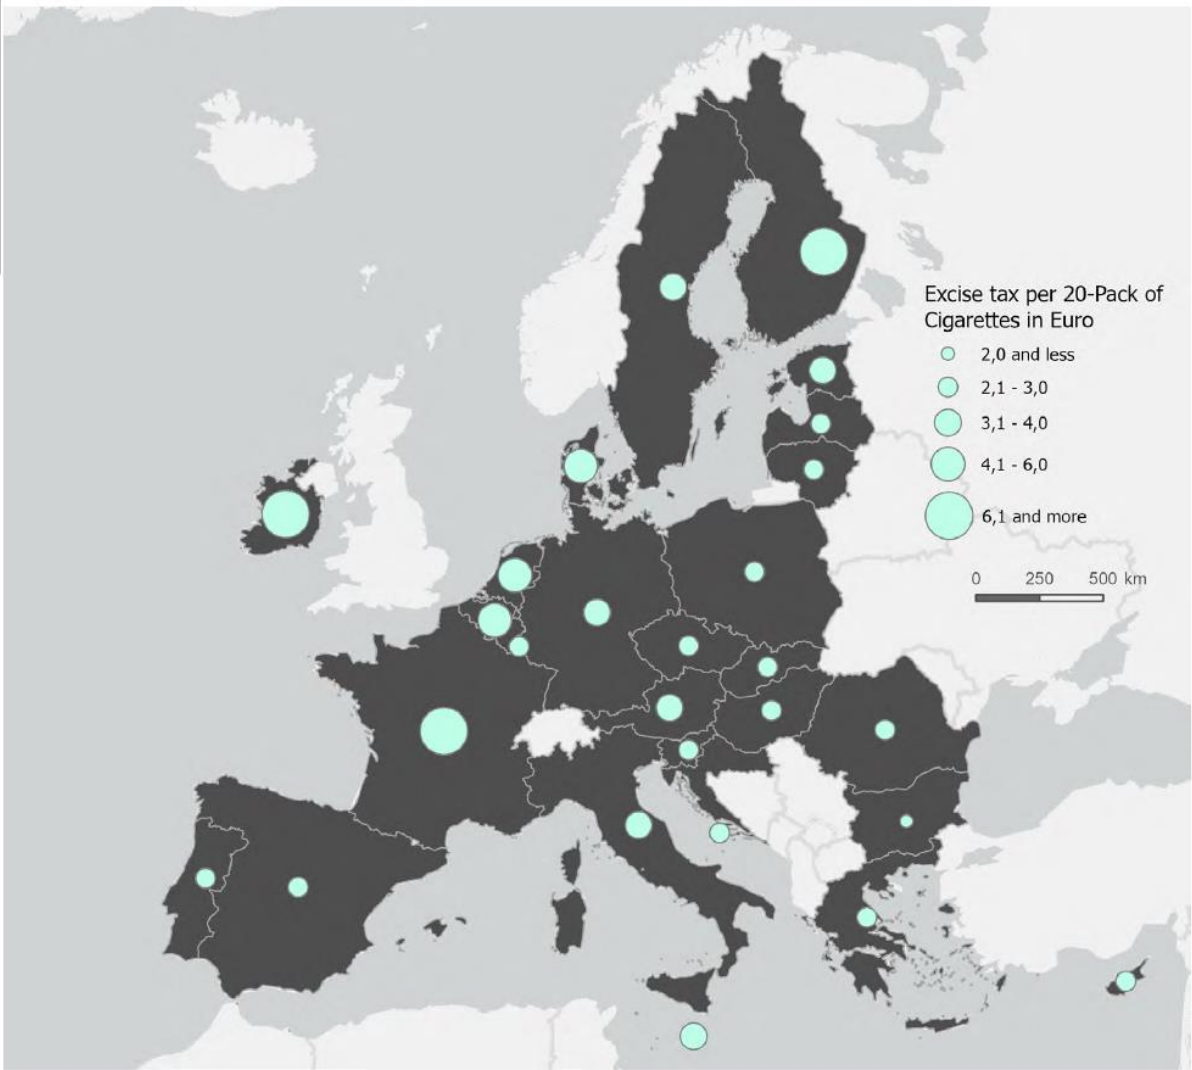 Excise tax per 20-Pack of
Cigarettes in Euro
2,0 and less
2,1 - 3,0
3,1 - 4,0
4,1 - 6,0
6,1 and more
0 250 500 km